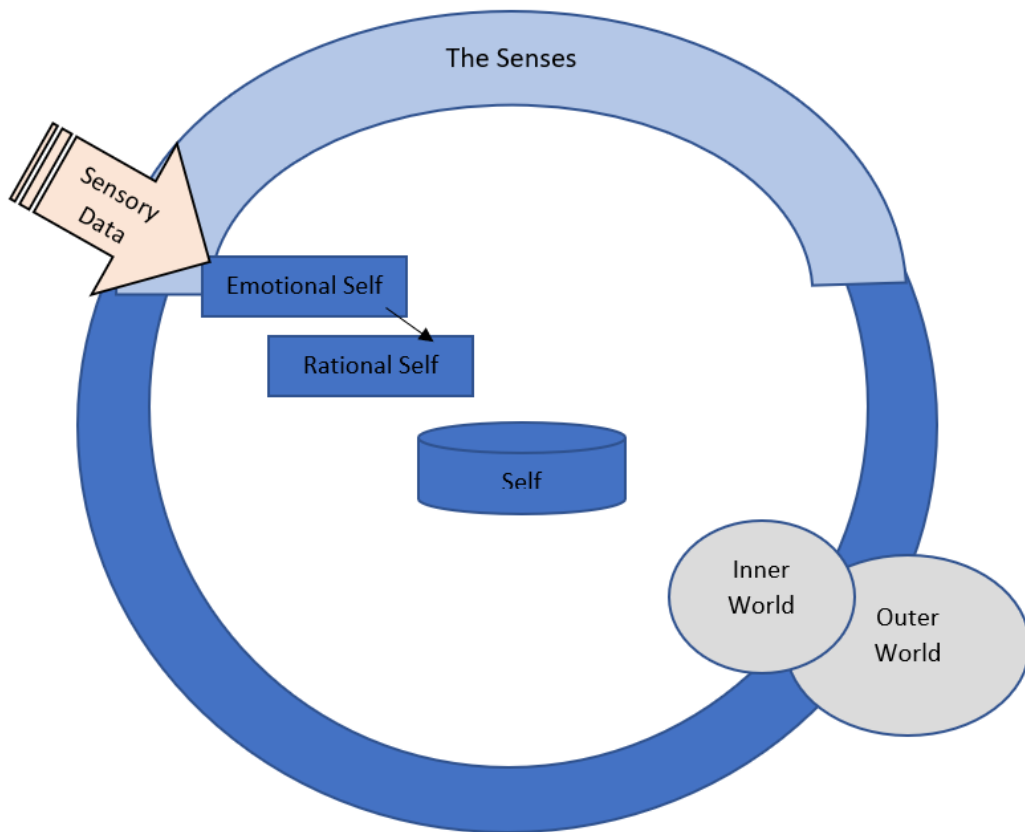 The Senses
Sensory
Data
Emotional Self
Rational Self
Self
Inner
World
Outer
World